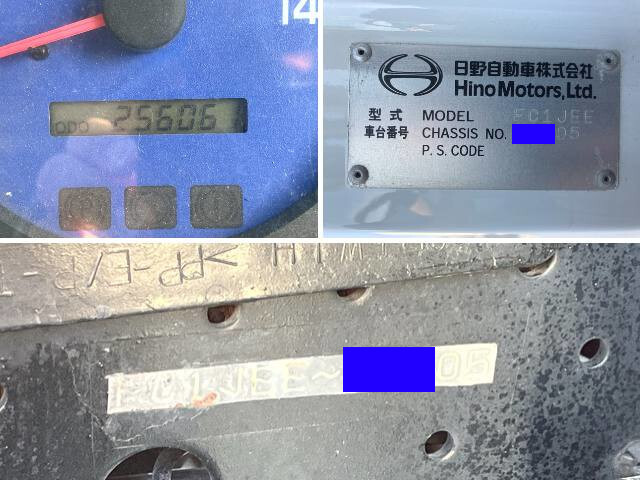 14
ODO 25606
日野自動車株式会社
Hino Motors, Ltd.
型式 MODEL FC1JEE
車台番号 CHASSIS NO. 05
P. S. CODE
>PP-E/P
FC1JEE~ 05